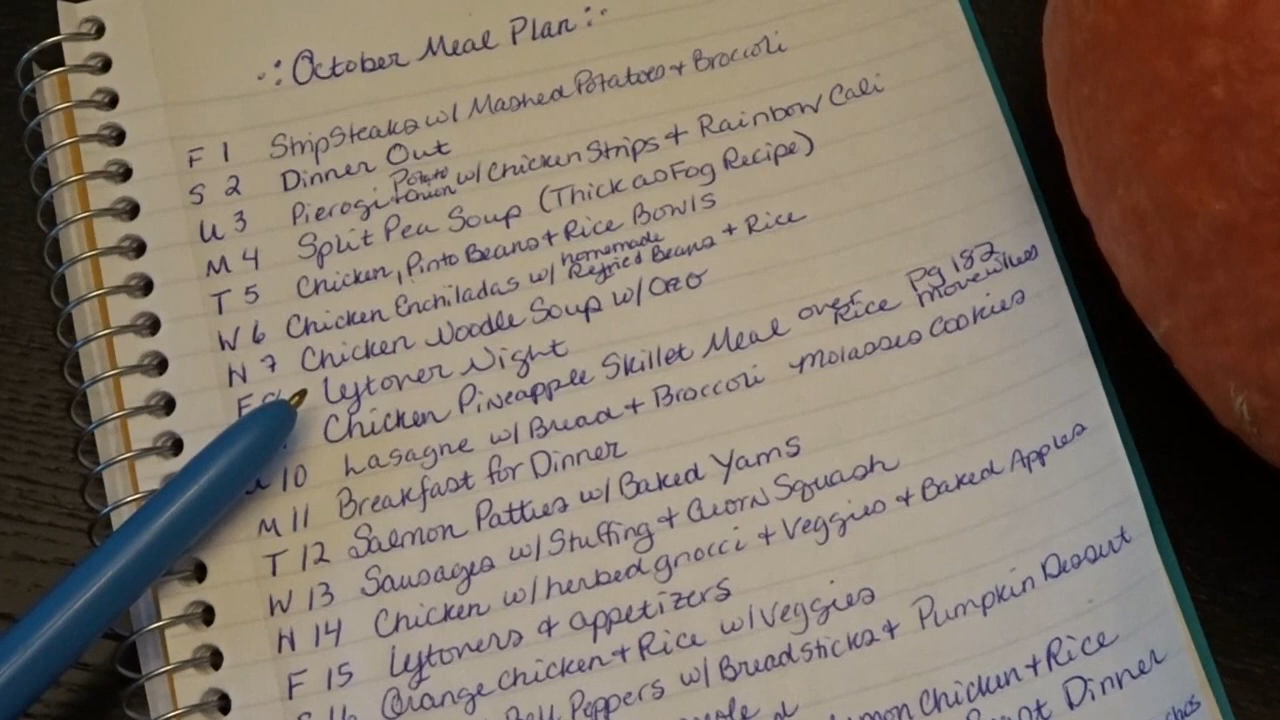 ∴ October Meal Plan ∵
F 1 Strip Steaks w/ Mashed Potatoes + Broccoli
S 2 Dinner Out
U 3 Pierogi Potato Onion w/ Chicken Strips + Rainbow Cali
M 4 Split Pea Soup (Thick as Fog Recipe)
T 5 Chicken, Pinto Beans + Rice Bowls
W 6 Chicken Enchiladas w/ homemade Refried Beans + Rice
N 7 Chicken Noodle Soup w/ Orzo
F Leftover Night
Chicken Pineapple Skillet Meal over Rice pg 182
10 Lasagne w/ Bread + Broccoli Molasses Cookies
M 11 Breakfast for Dinner
T 12 Salmon Patties w/ Baked Yams
W 13 Sausages w/ Stuffing + Acorn Squash
N 14 Chicken w/ herbed gnocci + Veggies + Baked Apples
F 15 Leftovers + appetizers
S 16 Orange Chicken + Rice w/ Veggies
Bell Peppers w/ Breadsticks + Pumpkin Dessert
Chicken + Rice
Dinner